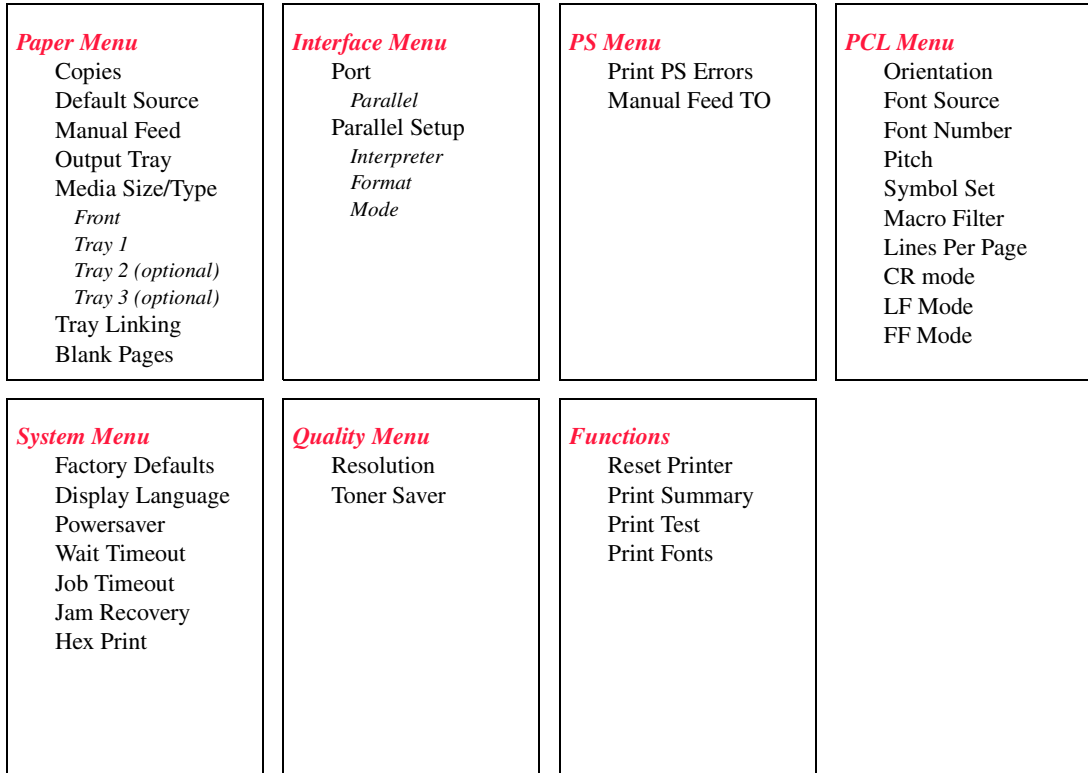 Paper Menu
Copies
Default Source
Manual Feed
Output Tray
Media Size/Type
Front
Tray 1
Tray 2 (optional)
Tray 3 (optional)
Tray Linking
Blank Pages
Interface Menu
Port
Parallel
Parallel Setup
Interpreter
Format
Mode
PS Menu
Print PS Errors
Manual Feed TO
PCL Menu
Orientation
Font Source
Font Number
Pitch
Symbol Set
Macro Filter
Lines Per Page
CR mode
LF Mode
FF Mode
System Menu
Factory Defaults
Display Language
Powersaver
Wait Timeout
Job Timeout
Jam Recovery
Hex Print
Quality Menu
Resolution
Toner Saver
Functions
Reset Printer
Print Summary
Print Test
Print Fonts